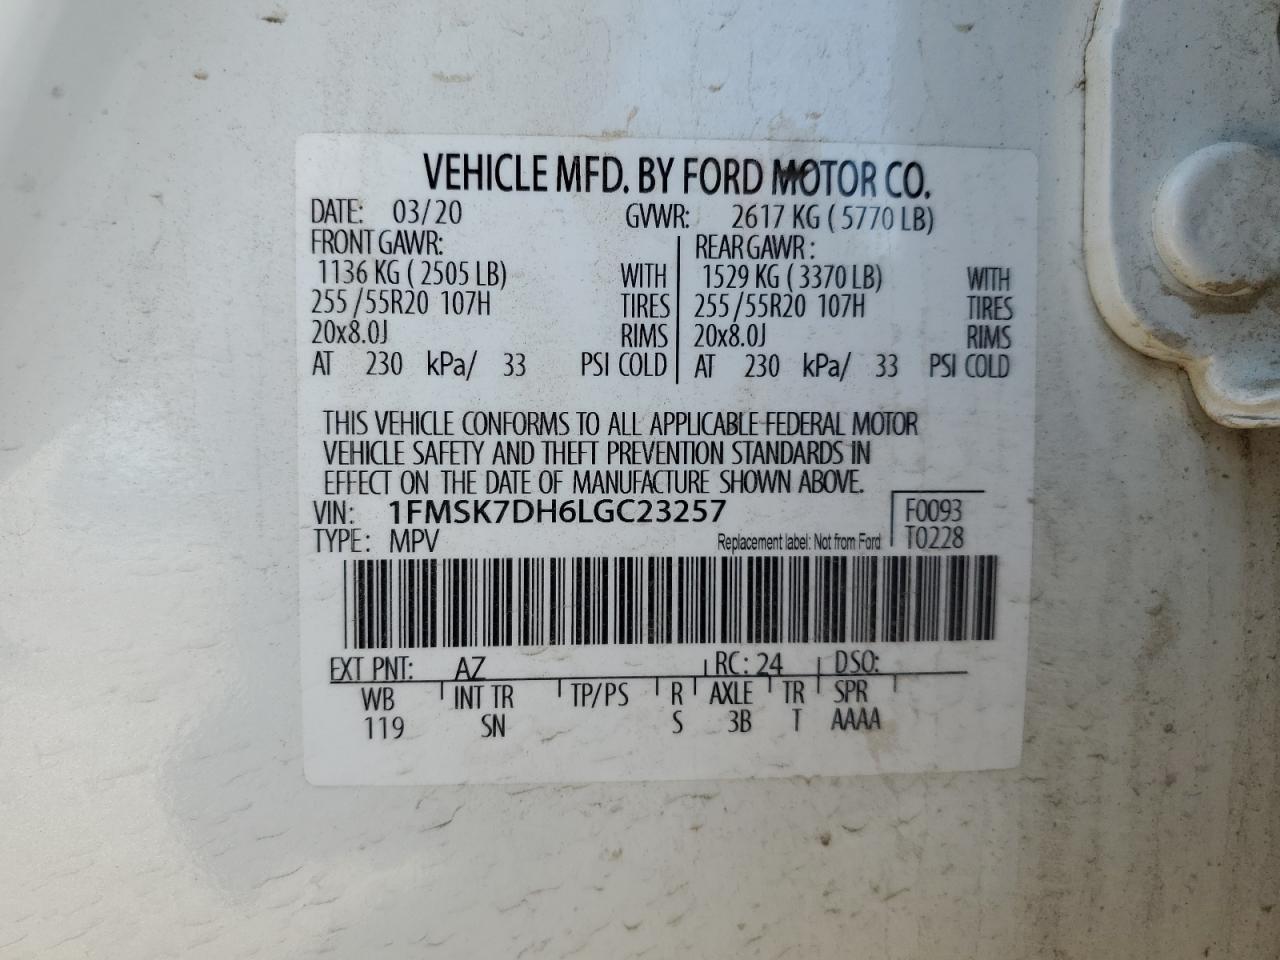 VEHICLE MFD. BY FORD MOTOR CO.
DATE: 03/20 GVWR: 2617 KG ( 5770 LB)
FRONT GAWR: REAR GAWR :
1136 KG ( 2505 LB) WITH 1529 KG ( 3370 LB) WITH
255 /55R20 107H TIRES 255 /55R20 107H TIRES
20x8.0J RIMS 20x8.0J RIMS
AT 230 kPa/ 33 PSI COLD AT 230 kPa/ 33 PSI COLD
THIS VEHICLE CONFORMS TO ALL APPLICABLE FEDERAL MOTOR
VEHICLE SAFETY AND THEFT PREVENTION STANDARDS IN
EFFECT ON THE DATE OF MANUFACTURE SHOWN ABOVE.
VIN: 1FMSK7DH6LGC23257 F0093
TYPE: MPV Replacement label: Not from Ford T0228
EXT PNT: AZ RC: 24 DSO:
WB INT TR TP/PS R AXLE TR SPR
119 SN S 3B T AAAA